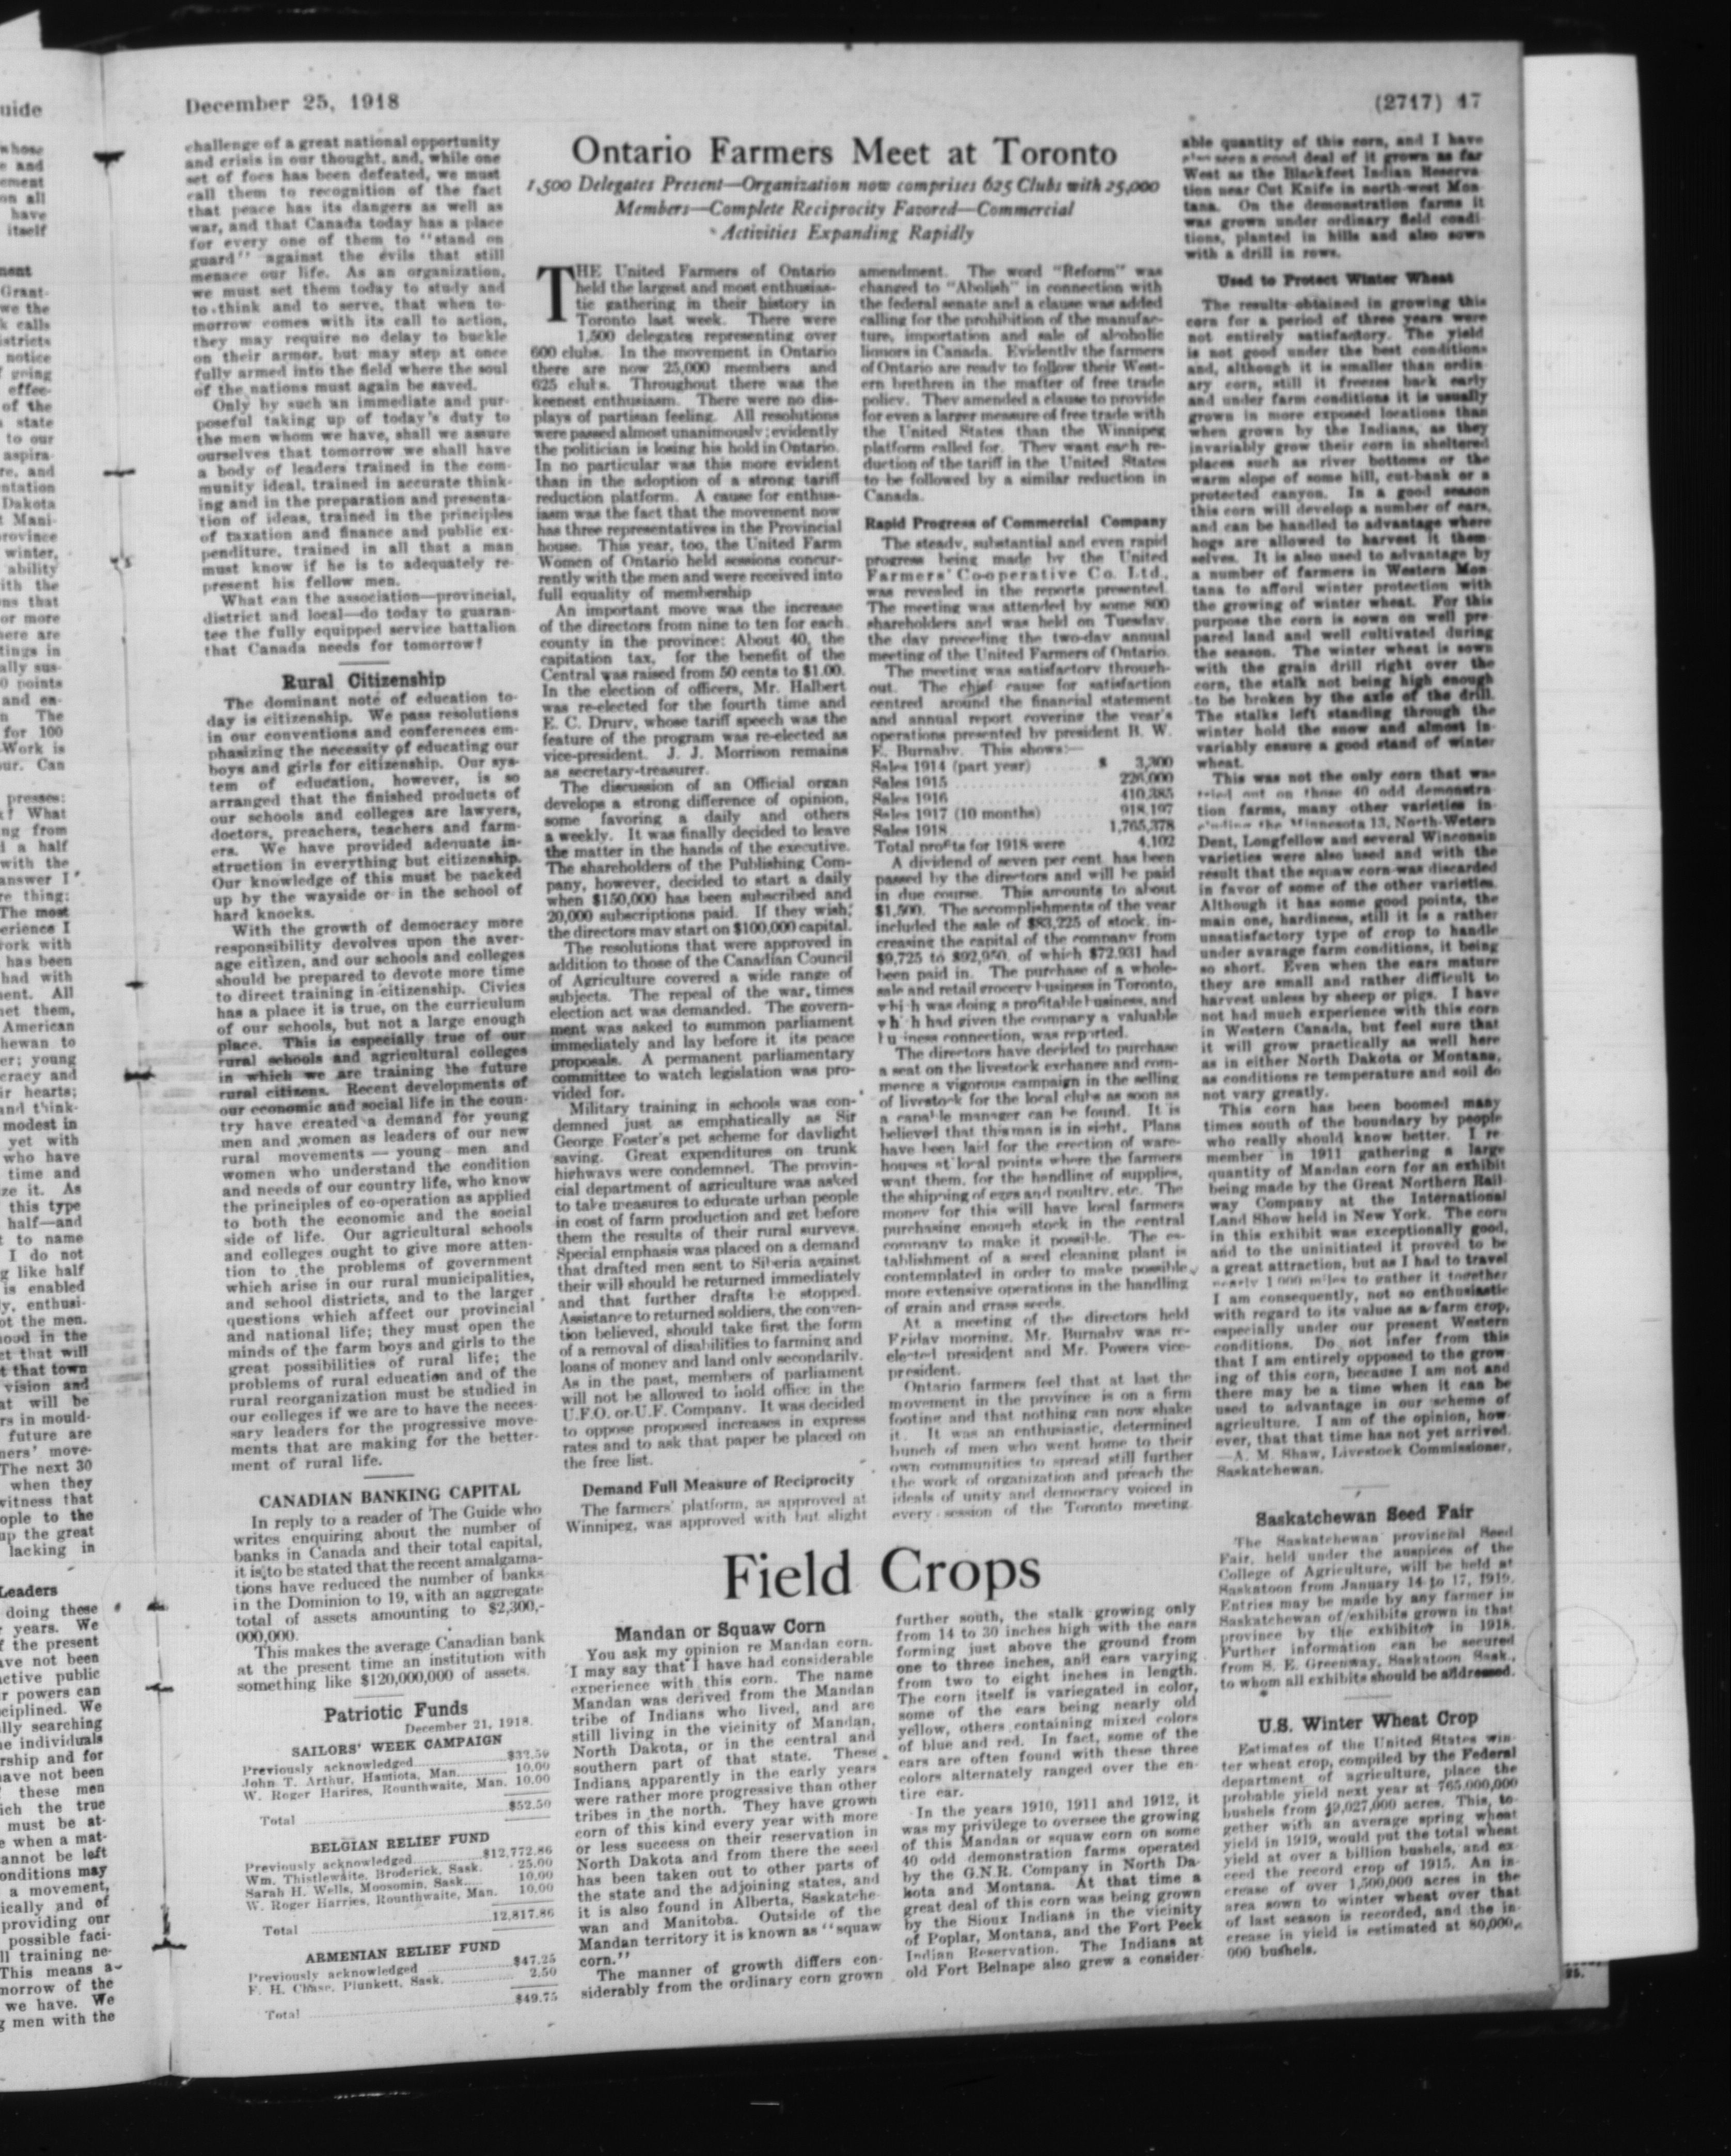 December 25, 1918
(2717) 17
challenge of a great national opportunity
and crisis in our thought, and, while one
set of foes has been defeated, we must
call them to recognition of the fact
that peace has its dangers as well as
war, and that Canada today has a place
for every one of them to "stand on
guard" against the evils that still
menace our life. As an organization,
we must set them today to study and
to think and to serve, that when to-
morrow comes with its call to action,
they may require no delay to buckle
on their armor, but may step at once
fully armed into the field where the soul
of the nations must again be saved.
Only by such an immediate and pur-
poseful taking up of today's duty to
the men whom we have, shall we assure
ourselves that tomorrow we shall have
a body of leaders trained in the com-
munity ideal, trained in accurate think-
ing and in the preparation and presenta-
tion of ideas, trained in the principles
of taxation and finance and public ex-
penditure, trained in all that a man
must know if he is to adequately re-
present his fellow men.
What can the association—provincial,
district and local—do today to guaran-
tee the fully equipped service battalion
that Canada needs for tomorrow?
Rural Citizenship
The dominant note of education to-
day is citizenship. We pass resolutions
in our conventions and conferences em-
phasizing the necessity of educating our
boys and girls for citizenship. Our sys-
tem of education, however, is so
arranged that the finished products of
our schools and colleges are lawyers,
doctors, preachers, teachers and farm-
ers. We have provided adequate in-
struction in everything but citizenship.
Our knowledge of this must be packed
up by the wayside or in the school of
hard knocks.
With the growth of democracy more
responsibility devolves upon the aver-
age citizen, and our schools and colleges
should be prepared to devote more time
to direct training in citizenship. Civics
has a place it is true, on the curriculum
of our schools, but not a large enough
place. This is especially true of our
rural schools and agricultural colleges
in which we are training the future
rural citizens. Recent developments of
our economic and social life in the coun-
try have created a demand for young
men and women as leaders of our new
rural movements — young men and
women who understand the condition
and needs of our country life, who know
the principles of co-operation as applied
to both the economic and the social
side of life. Our agricultural schools
and colleges ought to give more atten-
tion to the problems of government
which arise in our rural municipalities,
and school districts, and to the larger
questions which affect our provincial
and national life; they must open the
minds of the farm boys and girls to the
great possibilities of rural life; the
problems of rural education and of the
rural reorganization must be studied in
our colleges if we are to have the neces-
sary leaders for the progressive move-
ments that are making for the better-
ment of rural life.
CANADIAN BANKING CAPITAL
In reply to a reader of The Guide who
writes enquiring about the number of
banks in Canada and their total capital,
it is to be stated that the recent amalgama-
tions have reduced the number of banks
in the Dominion to 19, with an aggregate
total of assets amounting to $2,300,-
000,000.
This makes the average Canadian bank
at the present time an institution with
something like $120,000,000 of assets.
Patriotic Funds
December 21, 1918.
SAILORS' WEEK CAMPAIGN
Previously acknowledged $32.50
John T. Arthur, Hamiota, Man. 10.00
W. Roger Harires, Rounthwaite, Man. 10.00
Total $52.50
BELGIAN RELIEF FUND
Previously acknowledged $12,772.86
Wm. Thistlewaite, Broderick, Sask. 25.00
Sarah H. Wells, Moosomin, Sask. 10.00
W. Roger Harries, Rounthwaite, Man. 10.00
Total 12,817.86
ARMENIAN RELIEF FUND
Previously acknowledged $47.25
F. H. Chase, Plunkett, Sask. 2.50
Total $49.75
Ontario Farmers Meet at Toronto
1,500 Delegates Present—Organization now comprises 625 Clubs with 25,000
Members—Complete Reciprocity Favored—Commercial
Activities Expanding Rapidly
THE United Farmers of Ontario
held the largest and most enthusias-
tic gathering in their history in
Toronto last week. There were
1,500 delegates representing over
600 clubs. In the movement in Ontario
there are now 25,000 members and
625 clubs. Throughout there was the
keenest enthusiasm. There were no dis-
plays of partisan feeling. All resolutions
were passed almost unanimously; evidently
the politician is losing his hold in Ontario.
In no particular was this more evident
than in the adoption of a strong tariff
reduction platform. A cause for enthus-
iasm was the fact that the movement now
has three representatives in the Provincial
house. This year, too, the United Farm
Women of Ontario held sessions concur-
rently with the men and were received into
full equality of membership
An important move was the increase
of the directors from nine to ten for each
county in the province: About 40, the
capitation tax, for the benefit of the
Central was raised from 50 cents to $1.00.
In the election of officers, Mr. Halbert
was re-elected for the fourth time and
E. C. Drury, whose tariff speech was the
feature of the program was re-elected as
vice-president. J. J. Morrison remains
as secretary-treasurer.
The discussion of an Official organ
develops a strong difference of opinion,
some favoring a daily and others
a weekly. It was finally decided to leave
the matter in the hands of the executive.
The shareholders of the Publishing Com-
pany, however, decided to start a daily
when $150,000 has been subscribed and
20,000 subscriptions paid. If they wish,
the directors may start on $100,000 capital.
The resolutions that were approved in
addition to those of the Canadian Council
of Agriculture covered a wide range of
subjects. The repeal of the war, times
election act was demanded. The govern-
ment was asked to summon parliament
immediately and lay before it its peace
proposals. A permanent parliamentary
committee to watch legislation was pro-
vided for.
Military training in schools was con-
demned just as emphatically as Sir
George Foster's pet scheme for daylight
saving. Great expenditures on trunk
highways were condemned. The provin-
cial department of agriculture was asked
to take measures to educate urban people
in cost of farm production and get before
them the results of their rural surveys.
Special emphasis was placed on a demand
that drafted men sent to Siberia against
their will should be returned immediately
and that further drafts be stopped.
Assistance to returned soldiers, the conven-
tion believed, should take first the form
of a removal of disabilities to farming and
loans of money and land only secondarily.
As in the past, members of parliament
will not be allowed to hold office in the
U.F.O. or U.F. Company. It was decided
to oppose proposed increases in express
rates and to ask that paper be placed on
the free list.
Demand Full Measure of Reciprocity
The farmers' platform, as approved at
Winnipeg, was approved with but slight
amendment. The word "Reform" was
changed to "Abolish" in connection with
the federal senate and a clause was added
calling for the prohibition of the manufac-
ture, importation and sale of alcoholic
liquors in Canada. Evidently the farmers
of Ontario are ready to follow their West-
ern brethren in the matter of free trade
policy. They amended a clause to provide
for even a larger measure of free trade with
the United States than the Winnipeg
platform called for. They want each re-
duction of the tariff in the United States
to be followed by a similar reduction in
Canada.
Rapid Progress of Commercial Company
The steady, substantial and even rapid
progress being made by the United
Farmers' Co-operative Co. Ltd.,
was revealed in the reports presented.
The meeting was attended by some 800
shareholders and was held on Tuesday,
the day preceding the two-day annual
meeting of the United Farmers of Ontario.
The meeting was satisfactory through-
out. The chief cause for satisfaction
centred around the financial statement
and annual report covering the year's
operations presented by president B. W.
E. Burnaby. This shows:—
Sales 1914 (part year) $ 3,300
Sales 1915 226,000
Sales 1916 410,385
Sales 1917 (10 months) 918,197
Sales 1918 1,765,378
Total profits for 1918 were 4,102
A dividend of seven per cent. has been
passed by the directors and will be paid
in due course. This amounts to about
$1,500. The accomplishments of the year
included the sale of $83,225 of stock, in-
creasing the capital of the company from
$9,725 to $92,950, of which $72,931 had
been paid in. The purchase of a whole-
sale and retail grocery business in Toronto,
which was doing a profitable business, and
which had given the company a valuable
business connection, was reported.
The directors have decided to purchase
a seat on the livestock exchange and com-
mence a vigorous campaign in the selling
of livestock for the local clubs as soon as
a capable manager can be found. It is
believed that this man is in sight. Plans
have been laid for the erection of ware-
houses at local points where the farmers
want them, for the handling of supplies,
the shipping of eggs and poultry, etc. The
money for this will have local farmers
purchasing enough stock in the central
company to make it possible. The es-
tablishment of a seed cleaning plant is
contemplated in order to make possible
more extensive operations in the handling
of grain and grass seeds.
At a meeting of the directors held
Friday morning, Mr. Burnaby was re-
elected president and Mr. Powers vice-
president.
Ontario farmers feel that at last the
movement in the province is on a firm
footing and that nothing can now shake
it. It was an enthusiastic, determined
bunch of men who went home to their
own communities to spread still further
the work of organization and preach the
ideals of unity and democracy voiced in
every session of the Toronto meeting.
Field Crops
Mandan or Squaw Corn
You ask my opinion re Mandan corn.
I may say that I have had considerable
experience with this corn. The name
Mandan was derived from the Mandan
tribe of Indians who lived, and are
still living in the vicinity of Mandan,
North Dakota, or in the central and
southern part of that state. These
Indians apparently in the early years
were rather more progressive than other
tribes in the north. They have grown
corn of this kind every year with more
or less success on their reservation in
North Dakota and from there the seed
has been taken out to other parts of
the state and the adjoining states, and
it is also found in Alberta, Saskatche-
wan and Manitoba. Outside of the
Mandan territory it is known as "squaw
corn."
The manner of growth differs con-
siderably from the ordinary corn grown
further south, the stalk growing only
from 14 to 30 inches high with the ears
forming just above the ground from
one to three inches, and ears varying
from two to eight inches in length.
The corn itself is variegated in color,
some of the ears being nearly old
yellow, others containing mixed colors
of blue and red. In fact, some of the
ears are often found with these three
colors alternately ranged over the en-
tire ear.
In the years 1910, 1911 and 1912, it
was my privilege to oversee the growing
of this Mandan or squaw corn on some
40 odd demonstration farms operated
by the G.N.R. Company in North Da-
kota and Montana. At that time a
great deal of this corn was being grown
by the Sioux Indians in the vicinity
of Poplar, Montana, and the Fort Peck
Indian Reservation. The Indians at
old Fort Belnape also grew a consider-
able quantity of this corn, and I have
also seen a good deal of it grown as far
West as the Blackfeet Indian Reserva-
tion near Cut Knife in north-west Mon-
tana. On the demonstration farms it
was grown under ordinary field condi-
tions, planted in hills and also sown
with a drill in rows.
Used to Protect Winter Wheat
The results obtained in growing this
corn for a period of three years were
not entirely satisfactory. The yield
is not good under the best conditions
and, although it is smaller than ordin-
ary corn, still it freezes back early
and under farm conditions it is usually
grown in more exposed locations than
when grown by the Indians, as they
invariably grow their corn in sheltered
places such as river bottoms or the
warm slope of some hill, cut-bank or a
protected canyon. In a good season
this corn will develop a number of ears,
and can be handled to advantage where
hogs are allowed to harvest it them-
selves. It is also used to advantage by
a number of farmers in Western Mon-
tana to afford winter protection with
the growing of winter wheat. For this
purpose the corn is sown on well pre-
pared land and well cultivated during
the season. The winter wheat is sown
with the grain drill right over the
corn, the stalk not being high enough
to be broken by the axle of the drill.
The stalks left standing through the
winter hold the snow and almost in-
variably ensure a good stand of winter
wheat.
This was not the only corn that was
tried out on those 40 odd demonstra-
tion farms, many other varieties in-
cluding the Minnesota 13, North-Wetern
Dent, Longfellow and several Wisconsin
varieties were also used and with the
result that the squaw corn was discarded
in favor of some of the other varieties.
Although it has some good points, the
main one, hardiness, still it is a rather
unsatisfactory type of crop to handle
under avarage farm conditions, it being
so short. Even when the ears mature
they are small and rather difficult to
harvest unless by sheep or pigs. I have
not had much experience with this corn
in Western Canada, but feel sure that
it will grow practically as well here
as in either North Dakota or Montana,
as conditions re temperature and soil do
not vary greatly.
This corn has been boomed many
times south of the boundary by people
who really should know better. I re-
member in 1911 gathering a large
quantity of Mandan corn for an exhibit
being made by the Great Northern Rail-
way Company at the International
Land Show held in New York. The corn
in this exhibit was exceptionally good,
and to the uninitiated it proved to be
a great attraction, but as I had to travel
nearly 1,000 miles to gather it together
I am consequently, not so enthusiastic
with regard to its value as a farm crop,
especially under our present Western
conditions. Do not infer from this
that I am entirely opposed to the grow-
ing of this corn, because I am not and
there may be a time when it can be
used to advantage in our scheme of
agriculture. I am of the opinion, how-
ever, that that time has not yet arrived.
—A. M. Shaw, Livestock Commissioner,
Saskatchewan.
Saskatchewan Seed Fair
The Saskatchewan provincial Seed
Fair, held under the auspices of the
College of Agriculture, will be held at
Saskatoon from January 14 to 17, 1919.
Entries may be made by any farmer in
Saskatchewan of exhibits grown in that
province by the exhibitor in 1918.
Further information can be secured
from S. E. Greenway, Saskatoon Sask.,
to whom all exhibits should be addressed.
U.S. Winter Wheat Crop
Estimates of the United States win-
ter wheat crop, compiled by the Federal
department of agriculture, place the
probable yield next year at 765,000,000
bushels from 49,027,000 acres. This, to-
gether with an average spring wheat
yield in 1919, would put the total wheat
yield at over a billion bushels, and ex-
ceed the record crop of 1915. An in-
crease of over 1,500,000 acres in the
area sown to winter wheat over that
of last season is recorded, and the in-
crease in yield is estimated at 80,000,-
000 bushels.